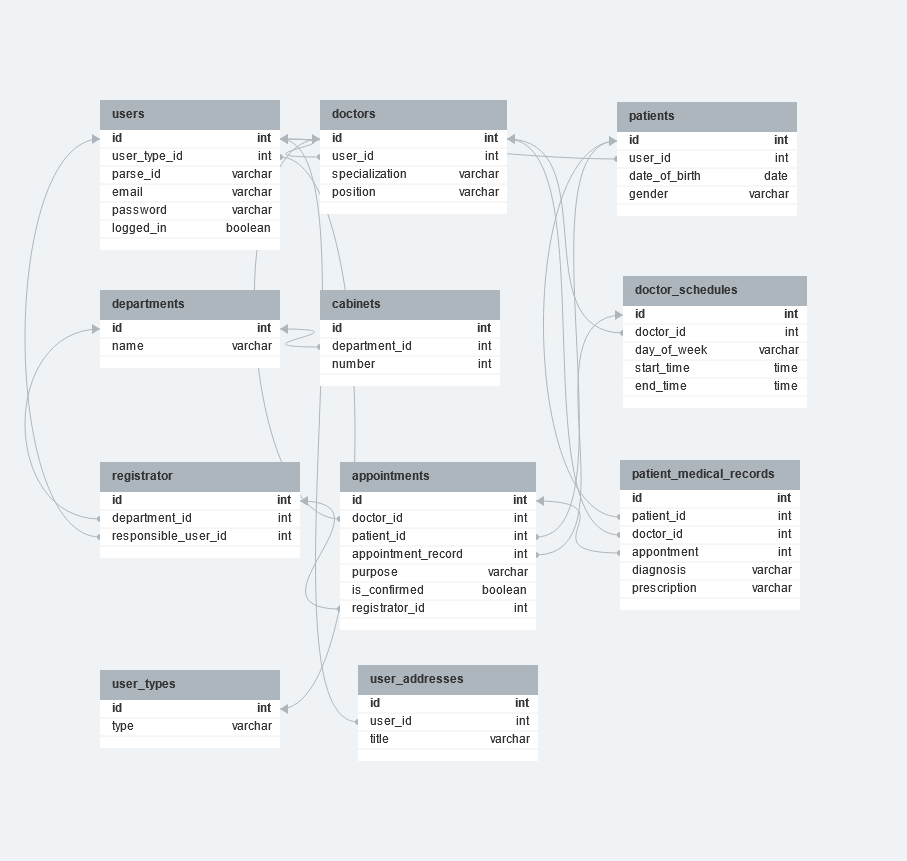 users
id int
user_type_id int
parse_id varchar
email varchar
password varchar
logged_in boolean
doctors
id int
user_id int
specialization varchar
position varchar
patients
id int
user_id int
date_of_birth date
gender varchar
departments
id int
name varchar
cabinets
id int
department_id int
number int
doctor_schedules
id int
doctor_id int
day_of_week varchar
start_time time
end_time time
registrator
id int
department_id int
responsible_user_id int
appointments
id int
doctor_id int
patient_id int
appointment_record int
purpose varchar
is_confirmed boolean
registrator_id int
patient_medical_records
id int
patient_id int
doctor_id int
appontment int
diagnosis varchar
prescription varchar
user_types
id int
type varchar
user_addresses
id int
user_id int
title varchar